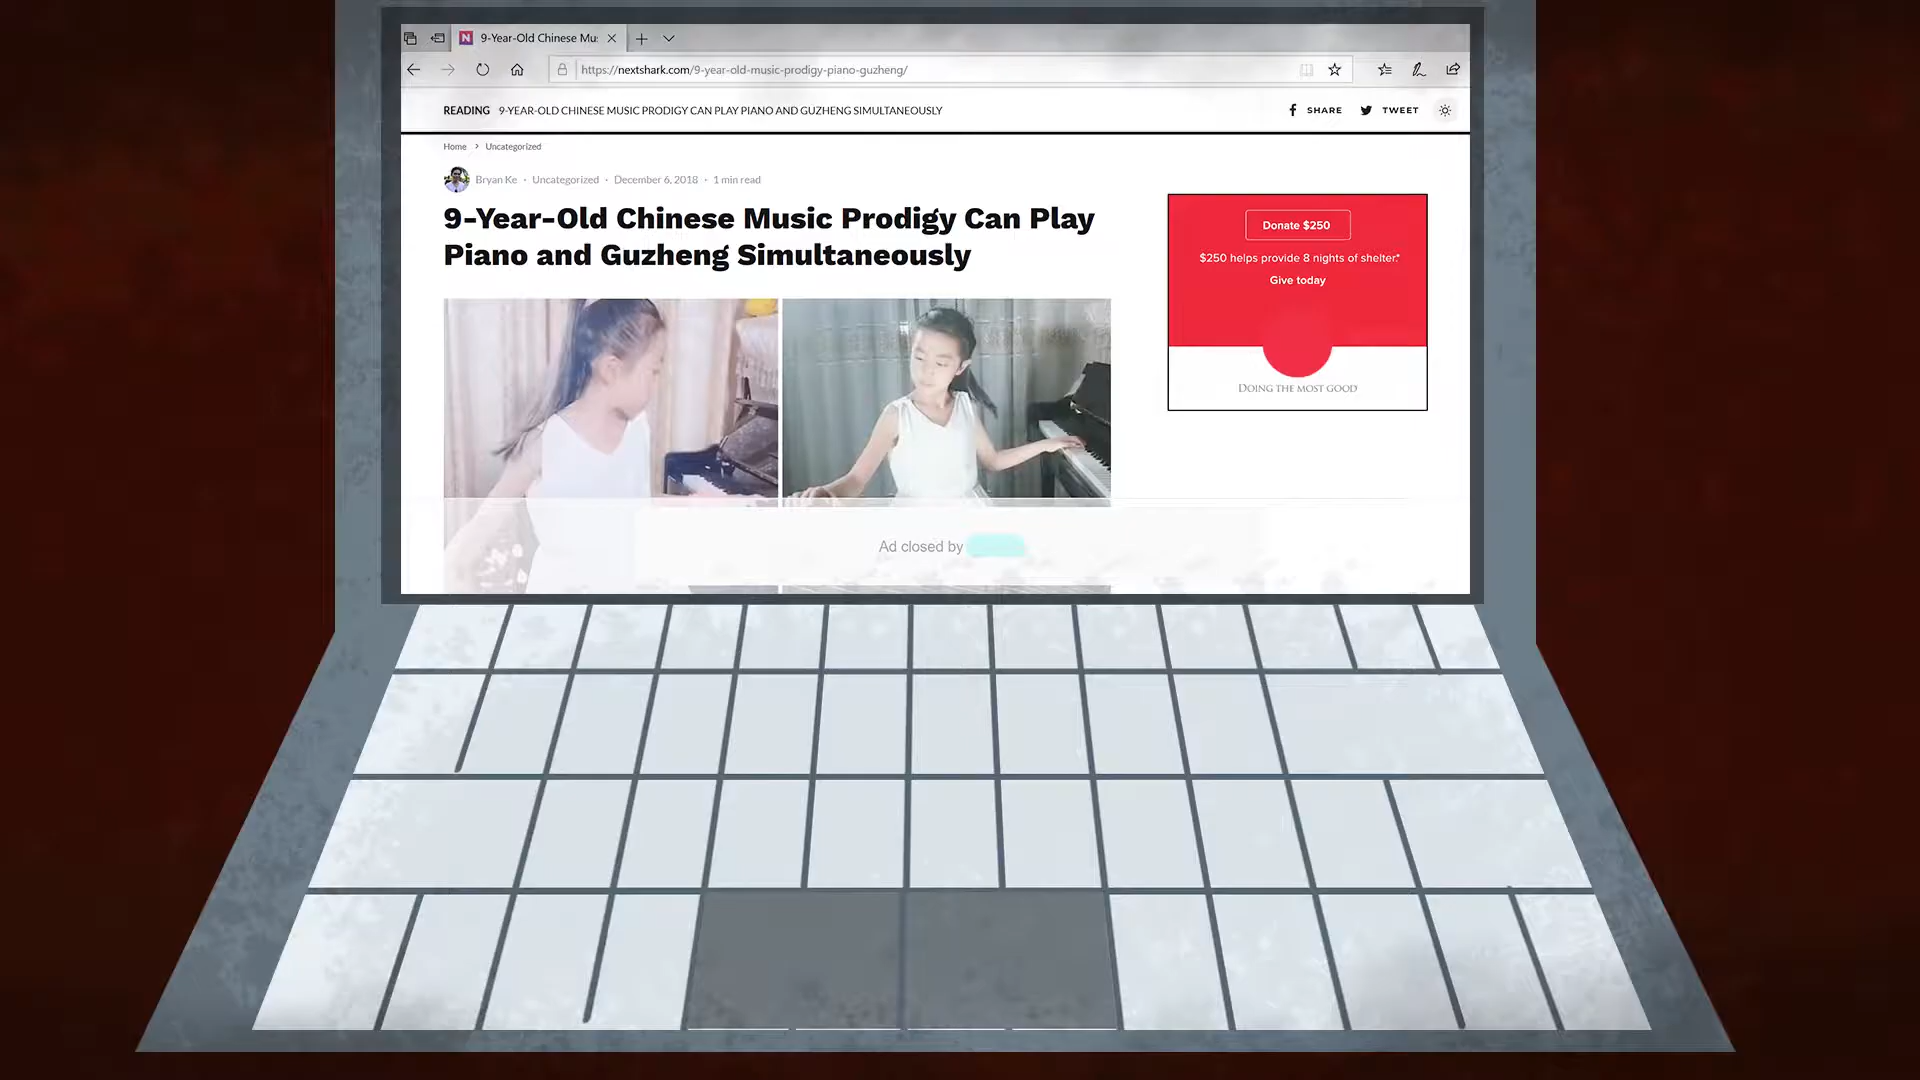 9-Year-Old Chinese Mu
https://nextshark.com/9-year-old-music-prodigy-piano-guzheng/
READING 9-YEAR-OLD CHINESE MUSIC PRODIGY CAN PLAY PIANO AND GUZHENG SIMULTANEOUSLY
SHARE TWEET
Home > Uncategorized
Bryan Ke · Uncategorized · December 6, 2018 · 1 min read
9-Year-Old Chinese Music Prodigy Can Play
Piano and Guzheng Simultaneously
Donate $250
$250 helps provide 8 nights of shelter.*
Give today
DOING THE MOST GOOD
Ad closed by